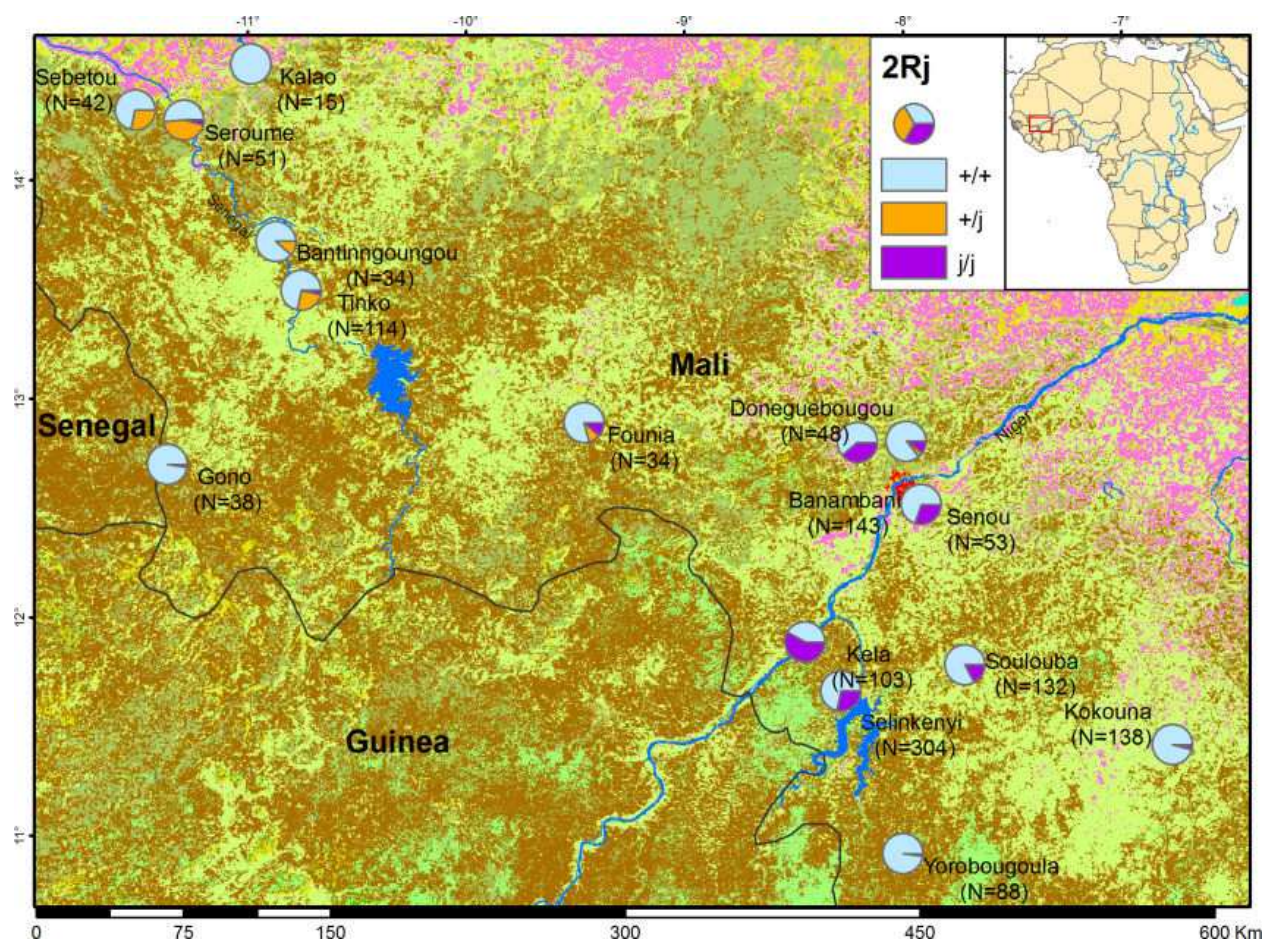 -11°
-10°
-9°
-8°
-7°
Sebetou
(N=42)
Kalao
(N=15)
Seroume
(N=51)
2Rj
+/+
+/j
j/j
14°
Senegal
Bantinngoungou
(N=34)
Tinko
(N=114)
13°
Mali
Senegal
Gono
(N=38)
Founia
(N=34)
Doneguebougou
(N=48)
Niger
Banambani
(N=143)
Senou
(N=53)
12°
Kela
(N=103)
Selinkenyi
(N=304)
Soulouba
(N=132)
Kokouna
(N=138)
Guinea
11°
Yorobougoula
(N=88)
0
75
150
300
450
600 Km